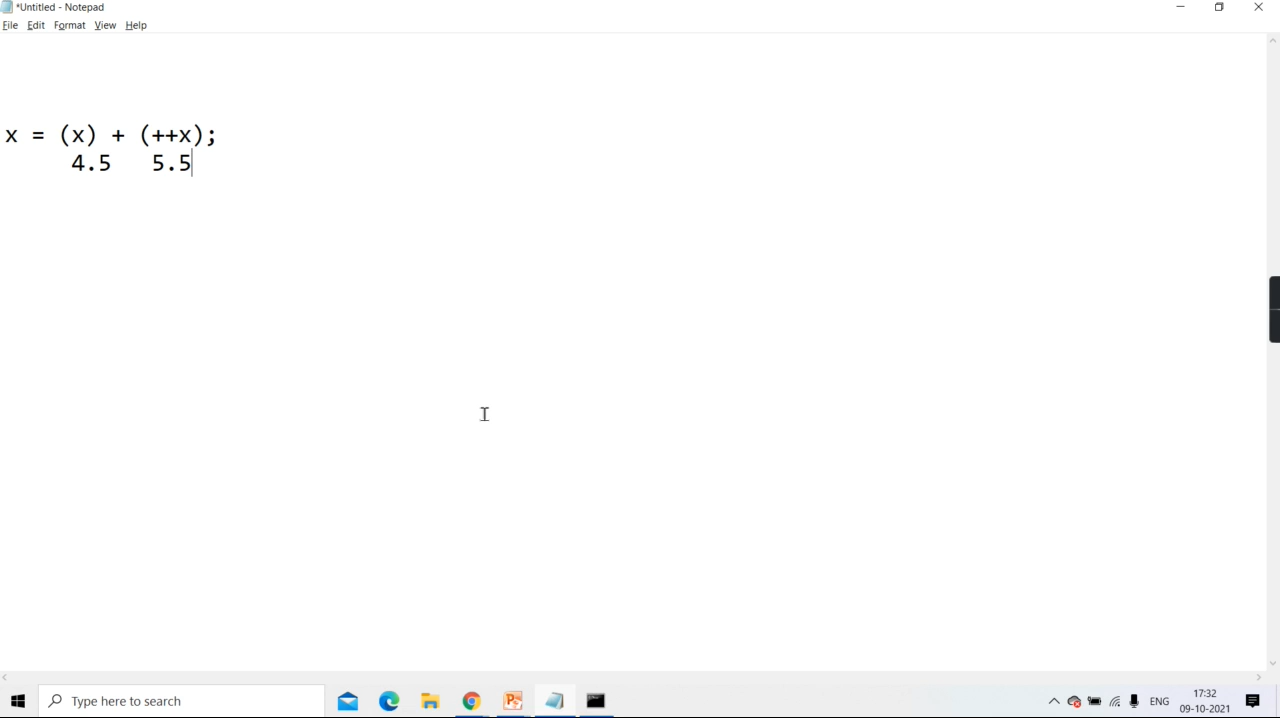 *Untitled - Notepad
File Edit Format View Help
x = (x) + (++x);
4.5 5.5
Type here to search
ENG
17:32
09-10-2021